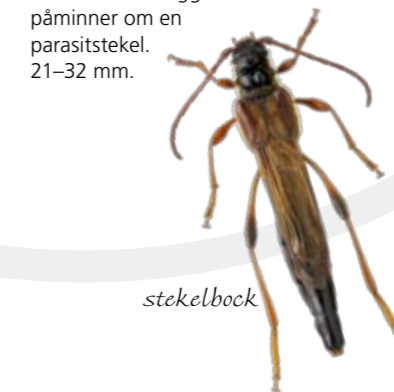 påminner om en
parasitstekel.
21–32 mm.
stekelbock